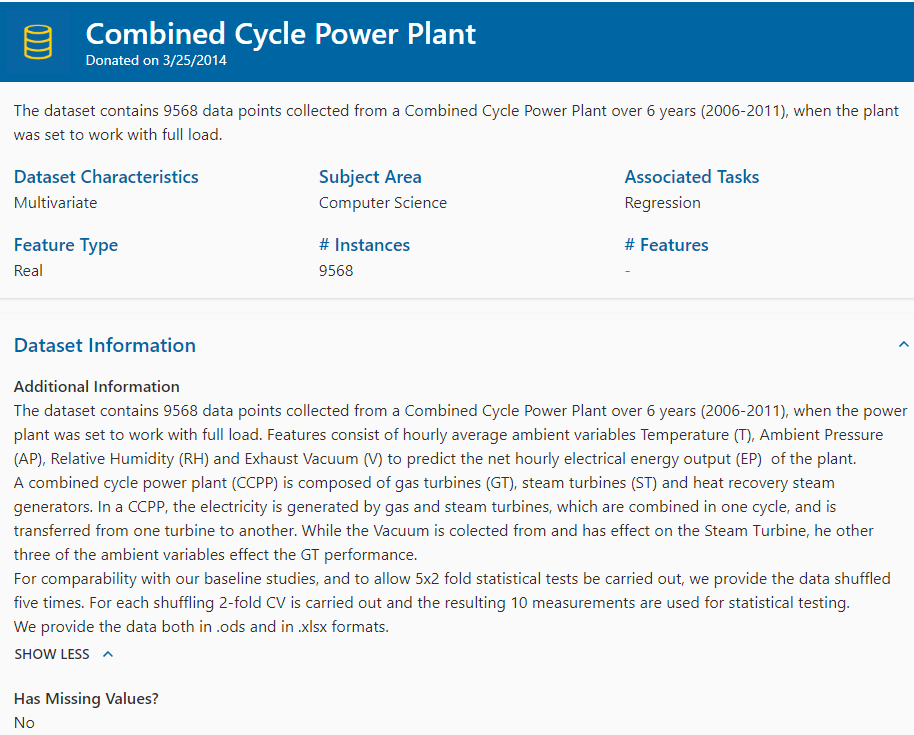 Combined Cycle Power Plant
Donated on 3/25/2014
The dataset contains 9568 data points collected from a Combined Cycle Power Plant over 6 years (2006-2011), when the plant
was set to work with full load.
Dataset Characteristics
Multivariate
Subject Area
Computer Science
Associated Tasks
Regression
Feature Type
Real
# Instances
9568
# Features
-
Dataset Information
Additional Information
The dataset contains 9568 data points collected from a Combined Cycle Power Plant over 6 years (2006-2011), when the power
plant was set to work with full load. Features consist of hourly average ambient variables Temperature (T), Ambient Pressure
(AP), Relative Humidity (RH) and Exhaust Vacuum (V) to predict the net hourly electrical energy output (EP)  of the plant.
A combined cycle power plant (CCPP) is composed of gas turbines (GT), steam turbines (ST) and heat recovery steam
generators. In a CCPP, the electricity is generated by gas and steam turbines, which are combined in one cycle, and is
transferred from one turbine to another. While the Vacuum is colected from and has effect on the Steam Turbine, he other
three of the ambient variables effect the GT performance.
For comparability with our baseline studies, and to allow 5x2 fold statistical tests be carried out, we provide the data shuffled
five times. For each shuffling 2-fold CV is carried out and the resulting 10 measurements are used for statistical testing.
We provide the data both in .ods and in .xlsx formats.
SHOW LESS
Has Missing Values?
No